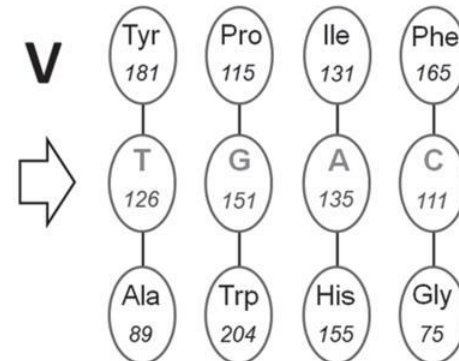 V
Tyr Pro Ile Phe
181 115 131 165
T G A C
126 151 135 111
Ala Trp His Gly
89 204 155 75